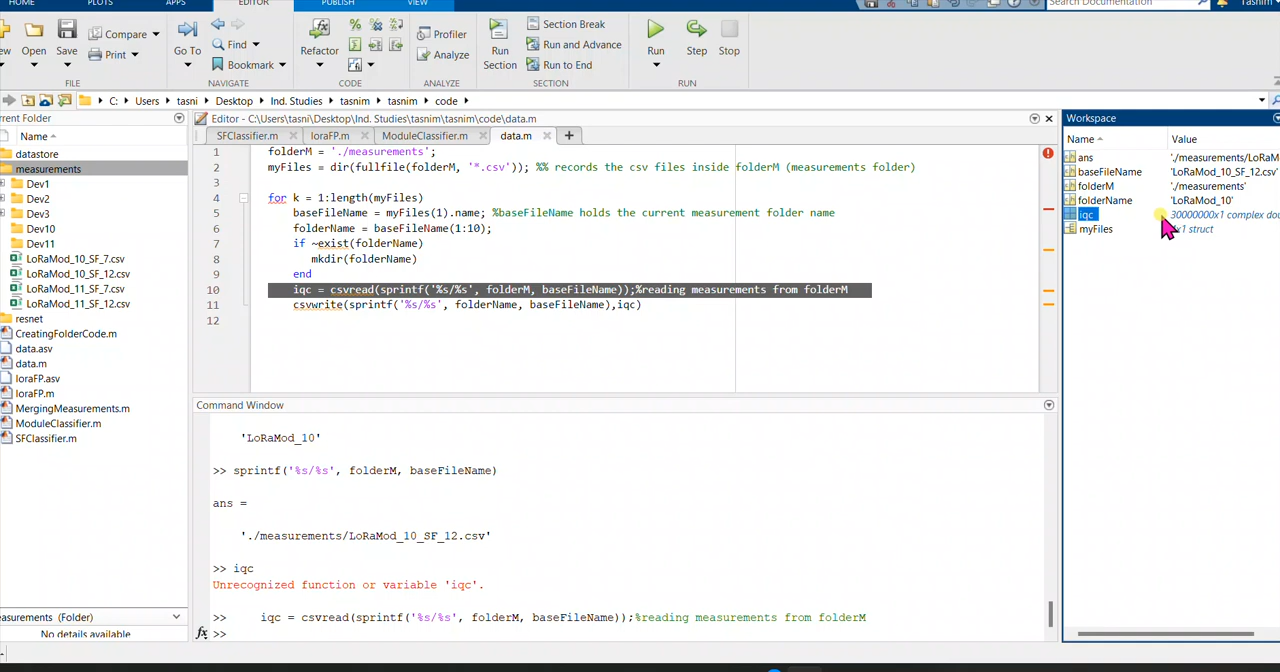 HOME PLOTS APPS EDITOR PUBLISH VIEW
Search Documentation
Tashim
Compare
Find
Print
Bookmark
Open Save Go To
Refactor
Profiler
Analyze
Run Section
Section Break
Run and Advance
Run to End
Run Step Stop
FILE NAVIGATE CODE ANALYZE SECTION RUN
C: Users tasni Desktop Ind. Studies tasnim tasnim code
rrent Folder
Name
datastore
measurements
Dev1
Dev2
Dev3
Dev10
Dev11
LoRaMod_10_SF_7.csv
LoRaMod_10_SF_12.csv
LoRaMod_11_SF_7.csv
LoRaMod_11_SF_12.csv
resnet
CreatingFolderCode.m
data.asv
data.m
loraFP.asv
loraFP.m
MergingMeasurements.m
ModuleClassifier.m
SFClassifier.m
easurements (Folder)
No details available
Editor - C:\Users\tasni\Desktop\Ind. Studies\tasnim\tasnim\code\data.m
SFClassifier.m loraFP.m ModuleClassifier.m data.m
1 folderM = './measurements';
2 myFiles = dir(fullfile(folderM, '*.csv')); %% records the csv files inside folderM (measurements folder)
3
4 for k = 1:length(myFiles)
5 baseFileName = myFiles(1).name; %baseFileName holds the current measurement folder name
6 folderName = baseFileName(1:10);
7 if ~exist(folderName)
8 mkdir(folderName)
9 end
10 iqc = csvread(sprintf('%s/%s', folderM, baseFileName));%reading measurements from folderM
11 csvwrite(sprintf('%s/%s', folderName, baseFileName),iqc)
12
Command Window
'LoRaMod_10'
>> sprintf('%s/%s', folderM, baseFileName)
ans =
'./measurements/LoRaMod_10_SF_12.csv'
>> iqc
Unrecognized function or variable 'iqc'.
>> iqc = csvread(sprintf('%s/%s', folderM, baseFileName));%reading measurements from folderM
fx >>
Workspace
Name Value
ans './measurements/LoRaM
baseFileName 'LoRaMod_10_SF_12.csv'
folderM './measurements'
folderName 'LoRaMod_10'
iqc 30000000x1 complex dou
myFiles x1 struct